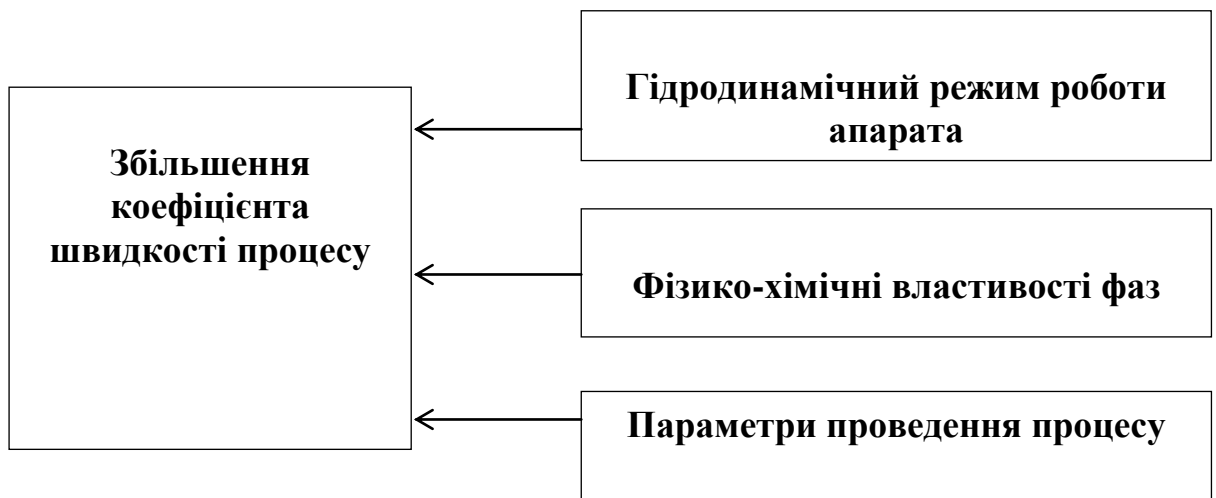 Збільшення
коефіцієнта
швидкості процесу
Гідродинамічний режим роботи
апарата
Фізико-хімічні властивості фаз
Параметри проведення процесу